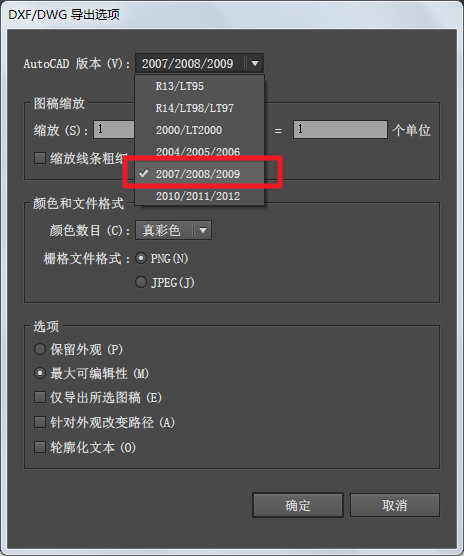 DXF/DWG 导出选项
AutoCAD 版本(V): 2007/2008/2009
R13/LT95
R14/LT98/LT97
2000/LT2000
2004/2005/2006
2007/2008/2009
2010/2011/2012
图稿缩放
缩放(S): 1 = 1 个单位
缩放线条粗细
颜色和文件格式
颜色数目(C): 真彩色
栅格文件格式: PNG(N)
JPEG(J)
选项
保留外观(P)
最大可编辑性(M)
仅导出所选图稿(E)
针对外观改变路径(A)
轮廓化文本(O)
确定 取消